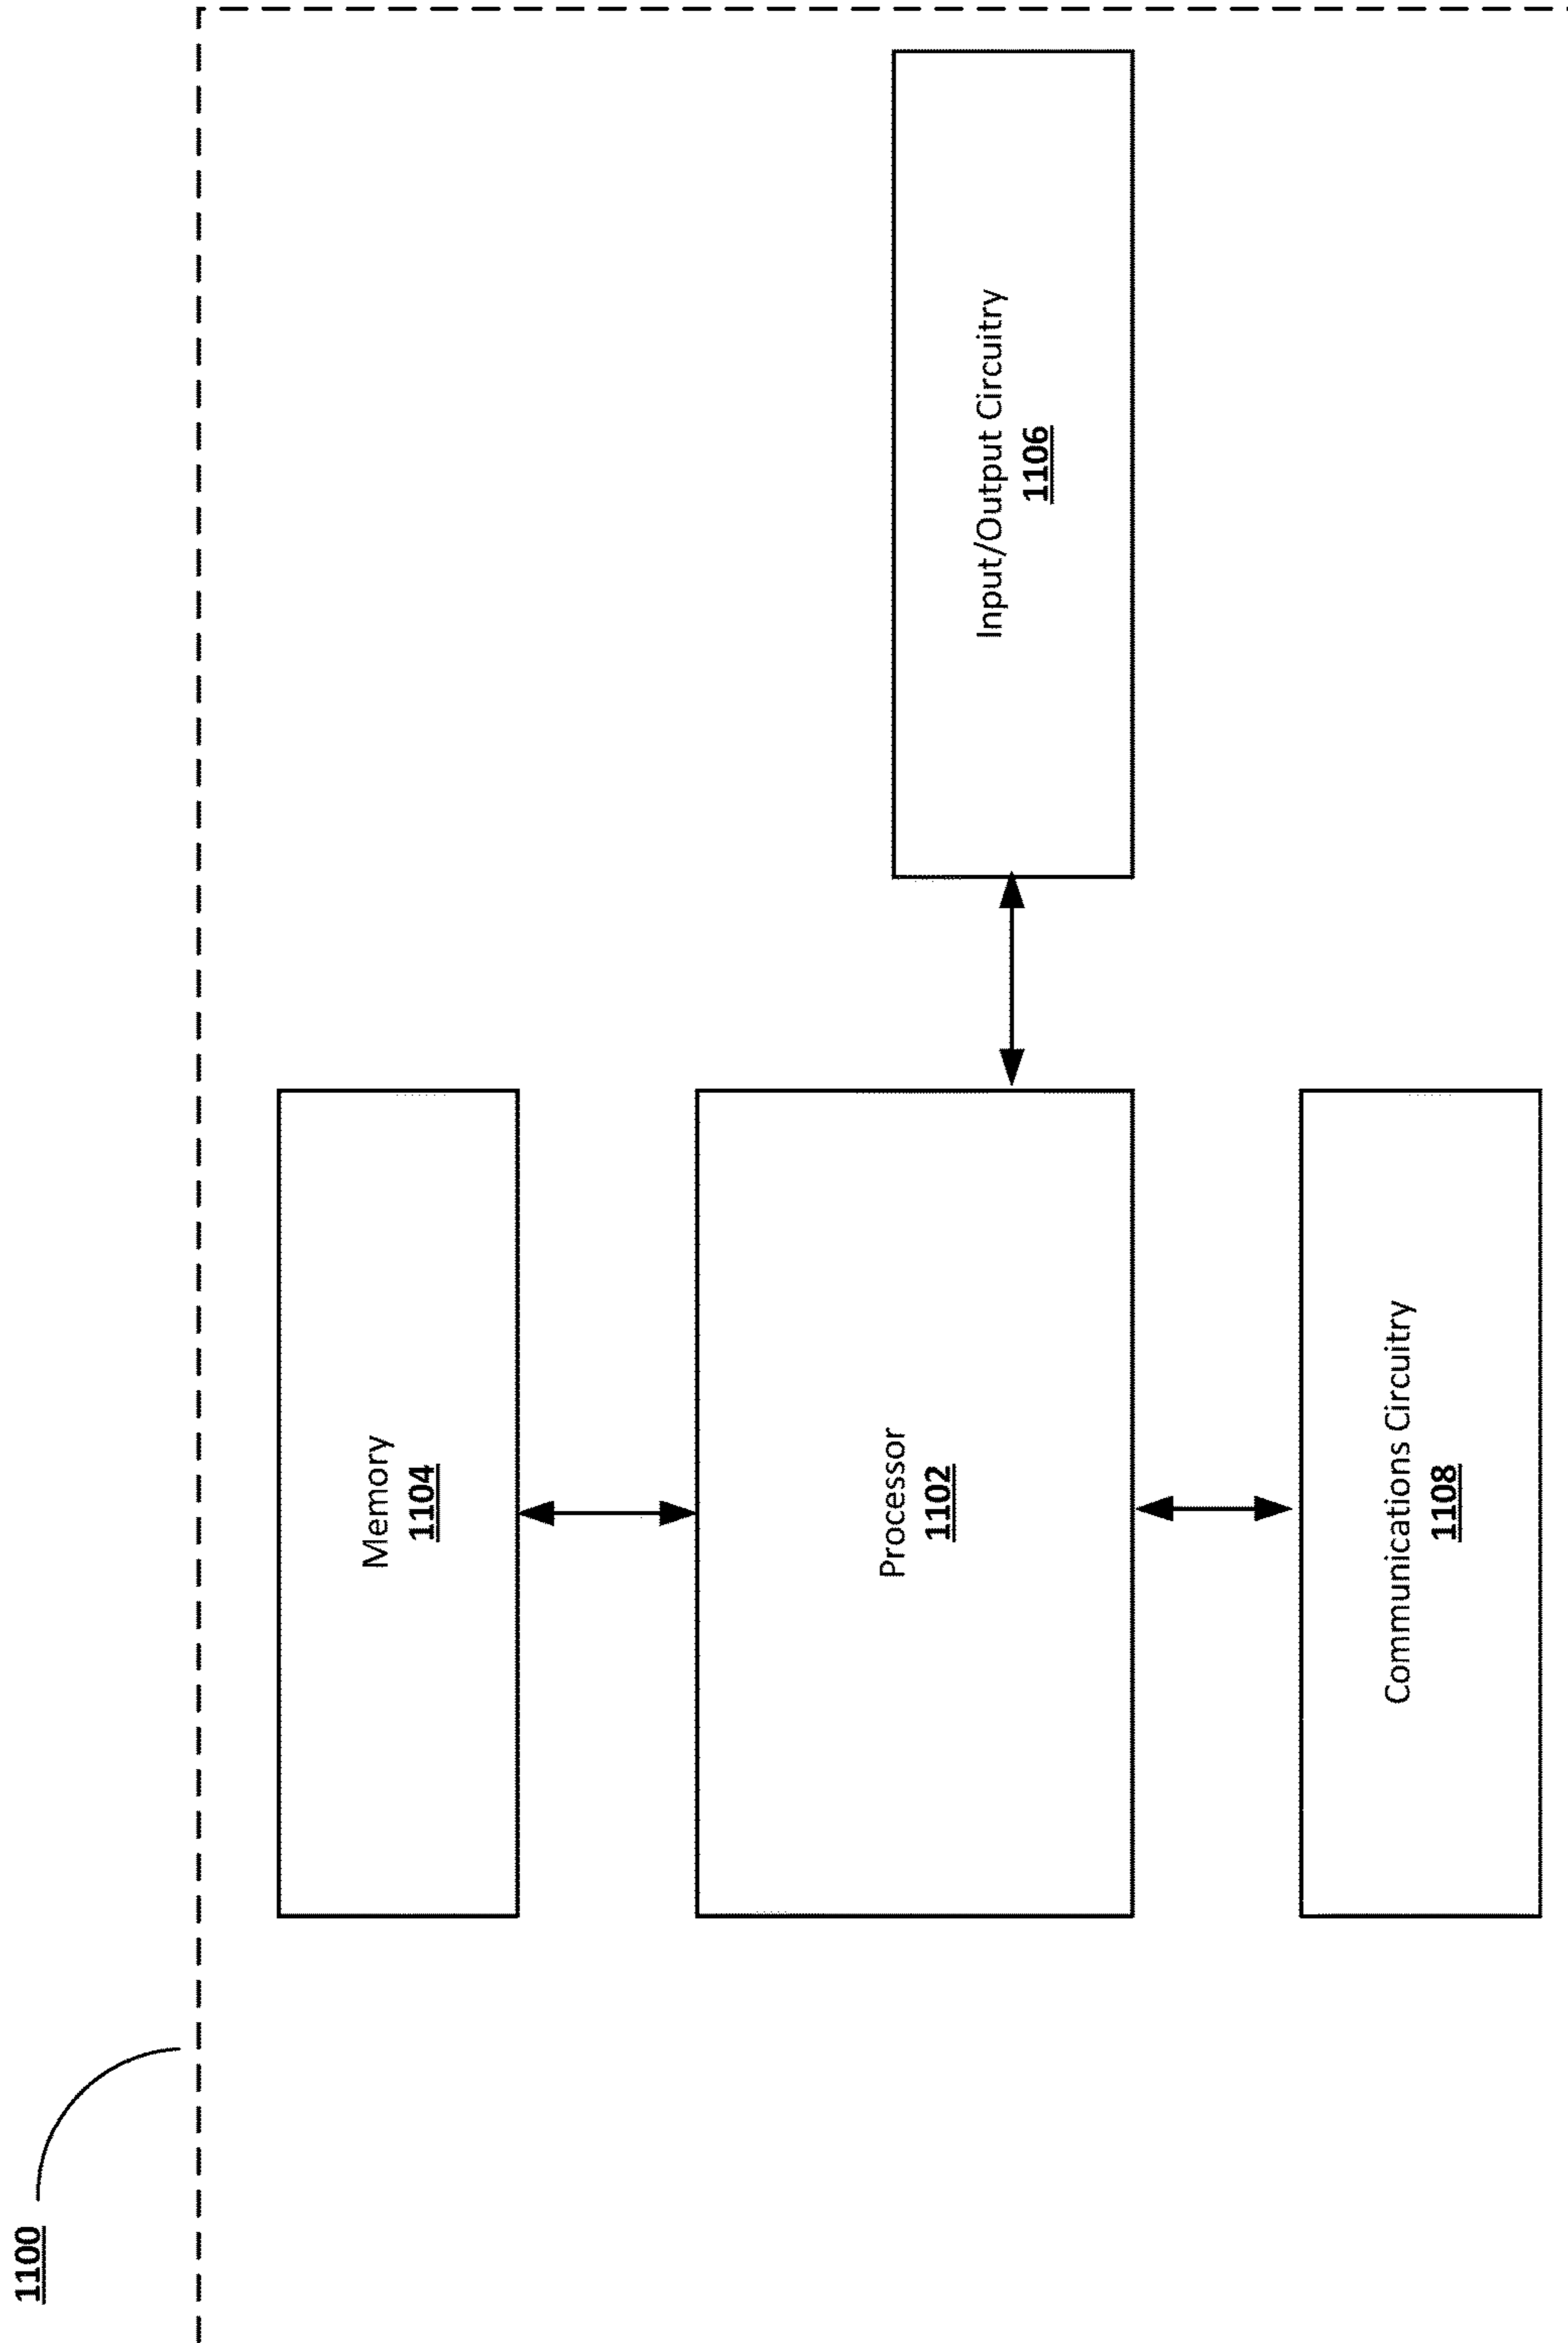 1100
Memory
1104
Processor
1102
Input/Output Circuitry
1106
Communications Circuitry
1108